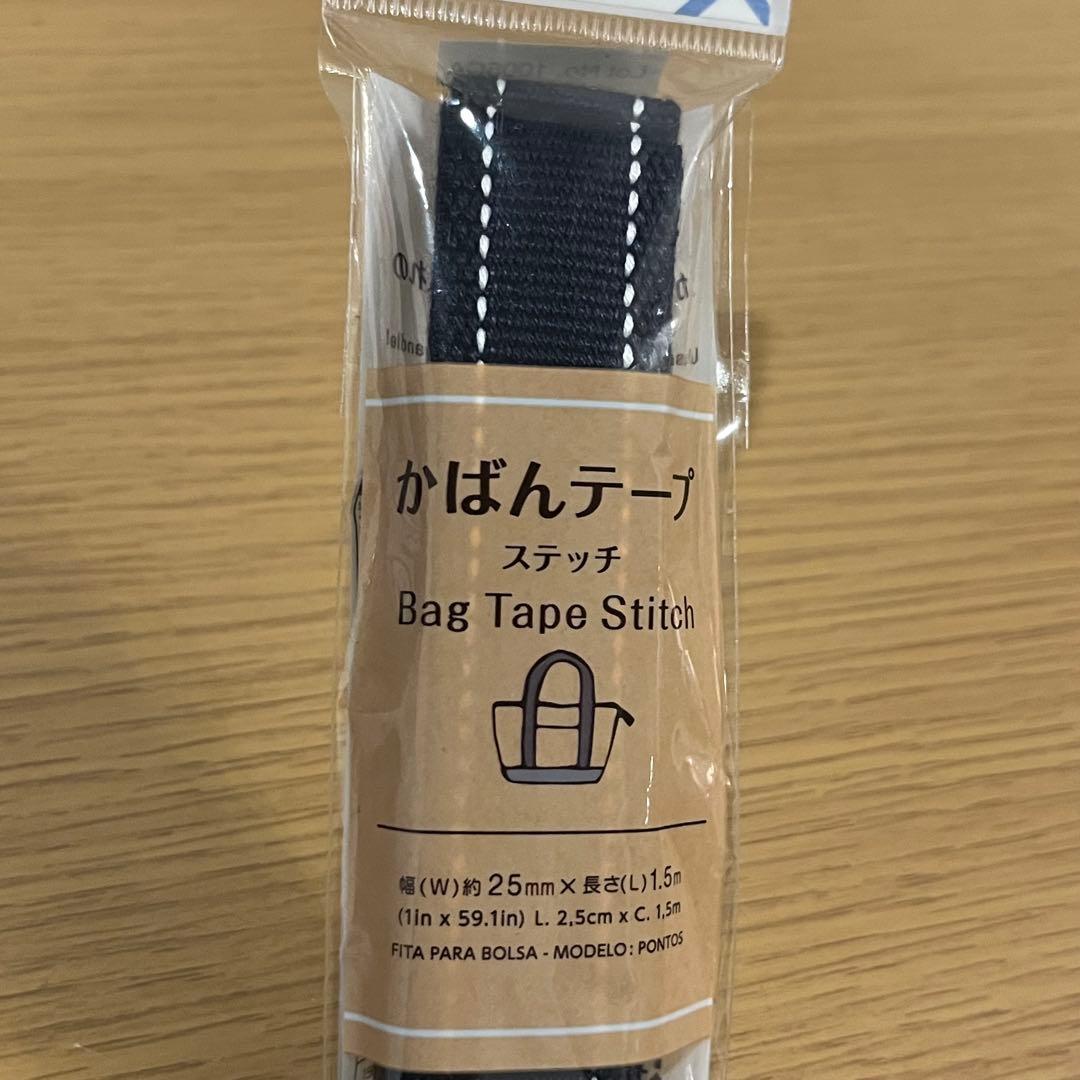 かばんテープ
ステッチ
Bag Tape Stitch
幅(W)約25mm×長さ(L)1.5m
(1in x 59.1in) L. 2,5cm x C. 1,5m
FITA PARA BOLSA - MODELO: PONTOS